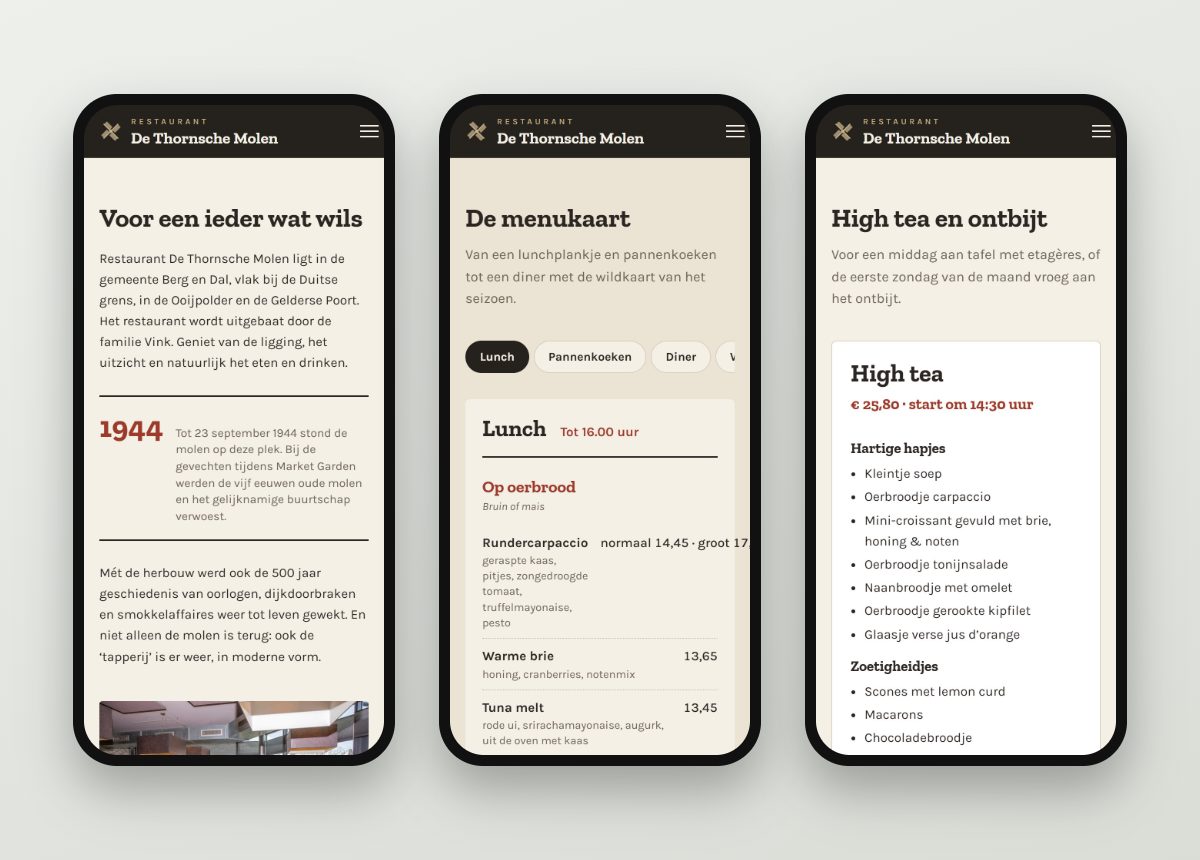 RESTAURANT
De Thornsche Molen
Voor een ieder wat wils
Restaurant De Thornsche Molen ligt in de
gemeente Berg en Dal, vlak bij de Duitse
grens, in de Ooijpolder en de Gelderse Poort.
Het restaurant wordt uitgebaat door de
familie Vink. Geniet van de ligging, het
uitzicht en natuurlijk het eten en drinken.
1944
Tot 23 september 1944 stond de
molen op deze plek. Bij de
gevechten tijdens Market Garden
werden de vijf eeuwen oude molen
en het gelijknamige buurtschap
verwoest.
Mét de herbouw werd ook de 500 jaar
geschiedenis van oorlogen, dijkdoorbraken
en smokkelaffaires weer tot leven gewekt. En
niet alleen de molen is terug: ook de
‘tapperij’ is er weer, in moderne vorm.
RESTAURANT
De Thornsche Molen
De menukaart
Van een lunchplankje en pannenkoeken
tot een diner met de wildkaart van het
seizoen.
Lunch
Pannenkoeken
Diner
Lunch Tot 16.00 uur
Op oerbrood
Bruin of mais
Rundercarpaccio normaal 14,45 · groot 17,
geraspte kaas,
pitjes, zongedroogde
tomaat,
truffelmayonaise,
pesto
Warme brie 13,65
honing, cranberries, notenmix
Tuna melt 13,45
rode ui, srirachamayonaise, augurk,
uit de oven met kaas
RESTAURANT
De Thornsche Molen
High tea en ontbijt
Voor een middag aan tafel met etagères, of
de eerste zondag van de maand vroeg aan
het ontbijt.
High tea
€ 25,80 · start om 14:30 uur
Hartige hapjes
• Kleintje soep
• Oerbroodje carpaccio
• Mini-croissant gevuld met brie,
honing & noten
• Oerbroodje tonijnsalade
• Naanbroodje met omelet
• Oerbroodje gerookte kipfilet
• Glaasje verse jus d’orange
Zoetigheidjes
• Scones met lemon curd
• Macarons
• Chocoladebroodje